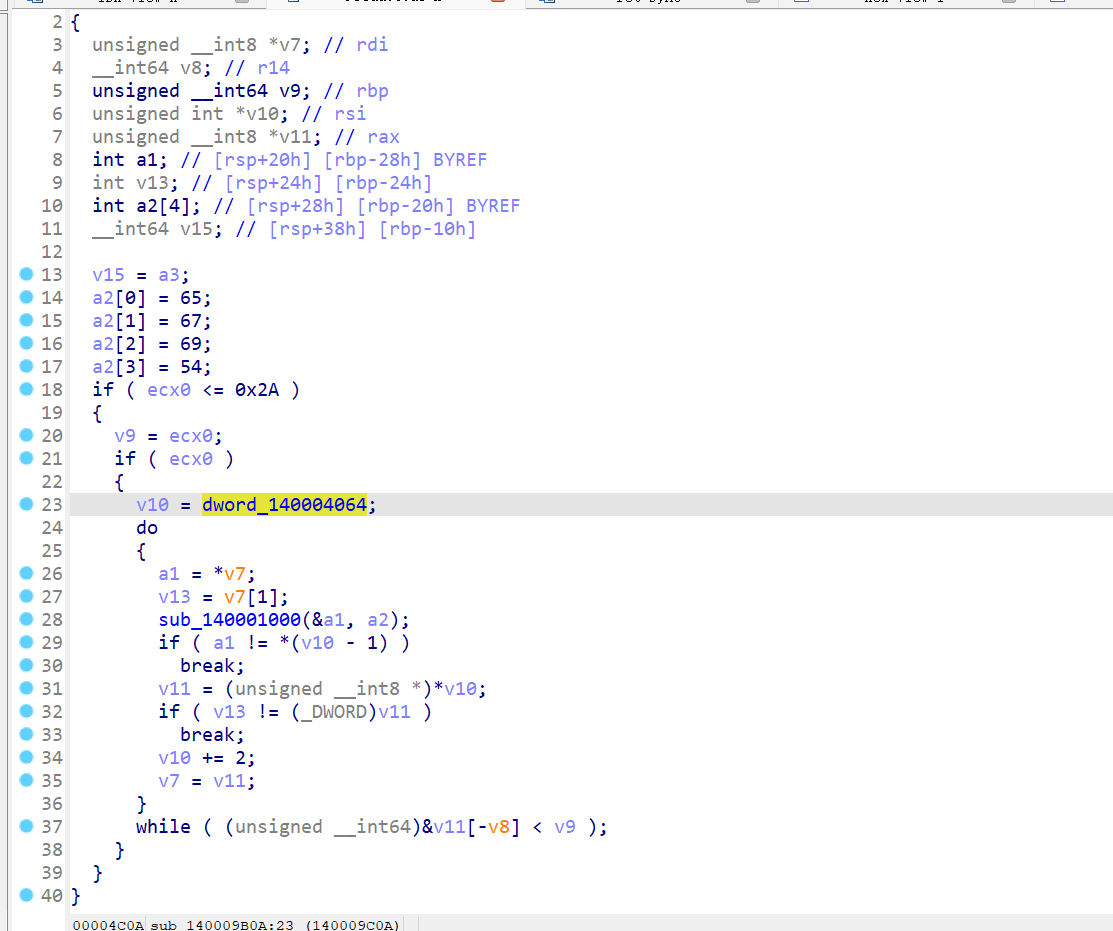 2 {
3   unsigned __int8 *v7; // rdi
4   __int64 v8; // r14
5   unsigned __int64 v9; // rbp
6   unsigned int *v10; // rsi
7   unsigned __int8 *v11; // rax
8   int a1; // [rsp+20h] [rbp-28h] BYREF
9   int v13; // [rsp+24h] [rbp-24h]
10   int a2[4]; // [rsp+28h] [rbp-20h] BYREF
11   __int64 v15; // [rsp+38h] [rbp-10h]
12
13   v15 = a3;
14   a2[0] = 65;
15   a2[1] = 67;
16   a2[2] = 69;
17   a2[3] = 54;
18   if ( ecx0 <= 0x2A )
19   {
20     v9 = ecx0;
21     if ( ecx0 )
22     {
23       v10 = dword_140004064;
24       do
25       {
26         a1 = *v7;
27         v13 = v7[1];
28         sub_140001000(&a1, a2);
29         if ( a1 != *(v10 - 1) )
30           break;
31         v11 = (unsigned __int8 *)*v10;
32         if ( v13 != (_DWORD)v11 )
33           break;
34         v10 += 2;
35         v7 = v11;
36       }
37       while ( (unsigned __int64)&v11[-v8] < v9 );
38     }
39   }
40 }
00004C0A sub_140009B0A:23 (140009C0A)